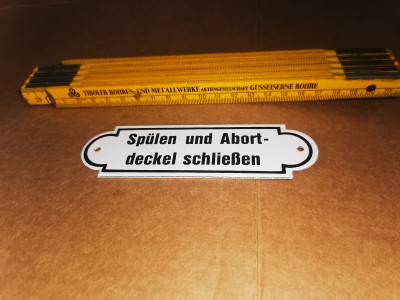 TIROLER RÖHREN- UND METALLWERKE AKTIENGESELLSCHAFT GUSSEISERNE ROHRE
Spülen und Abort-
deckel schließen